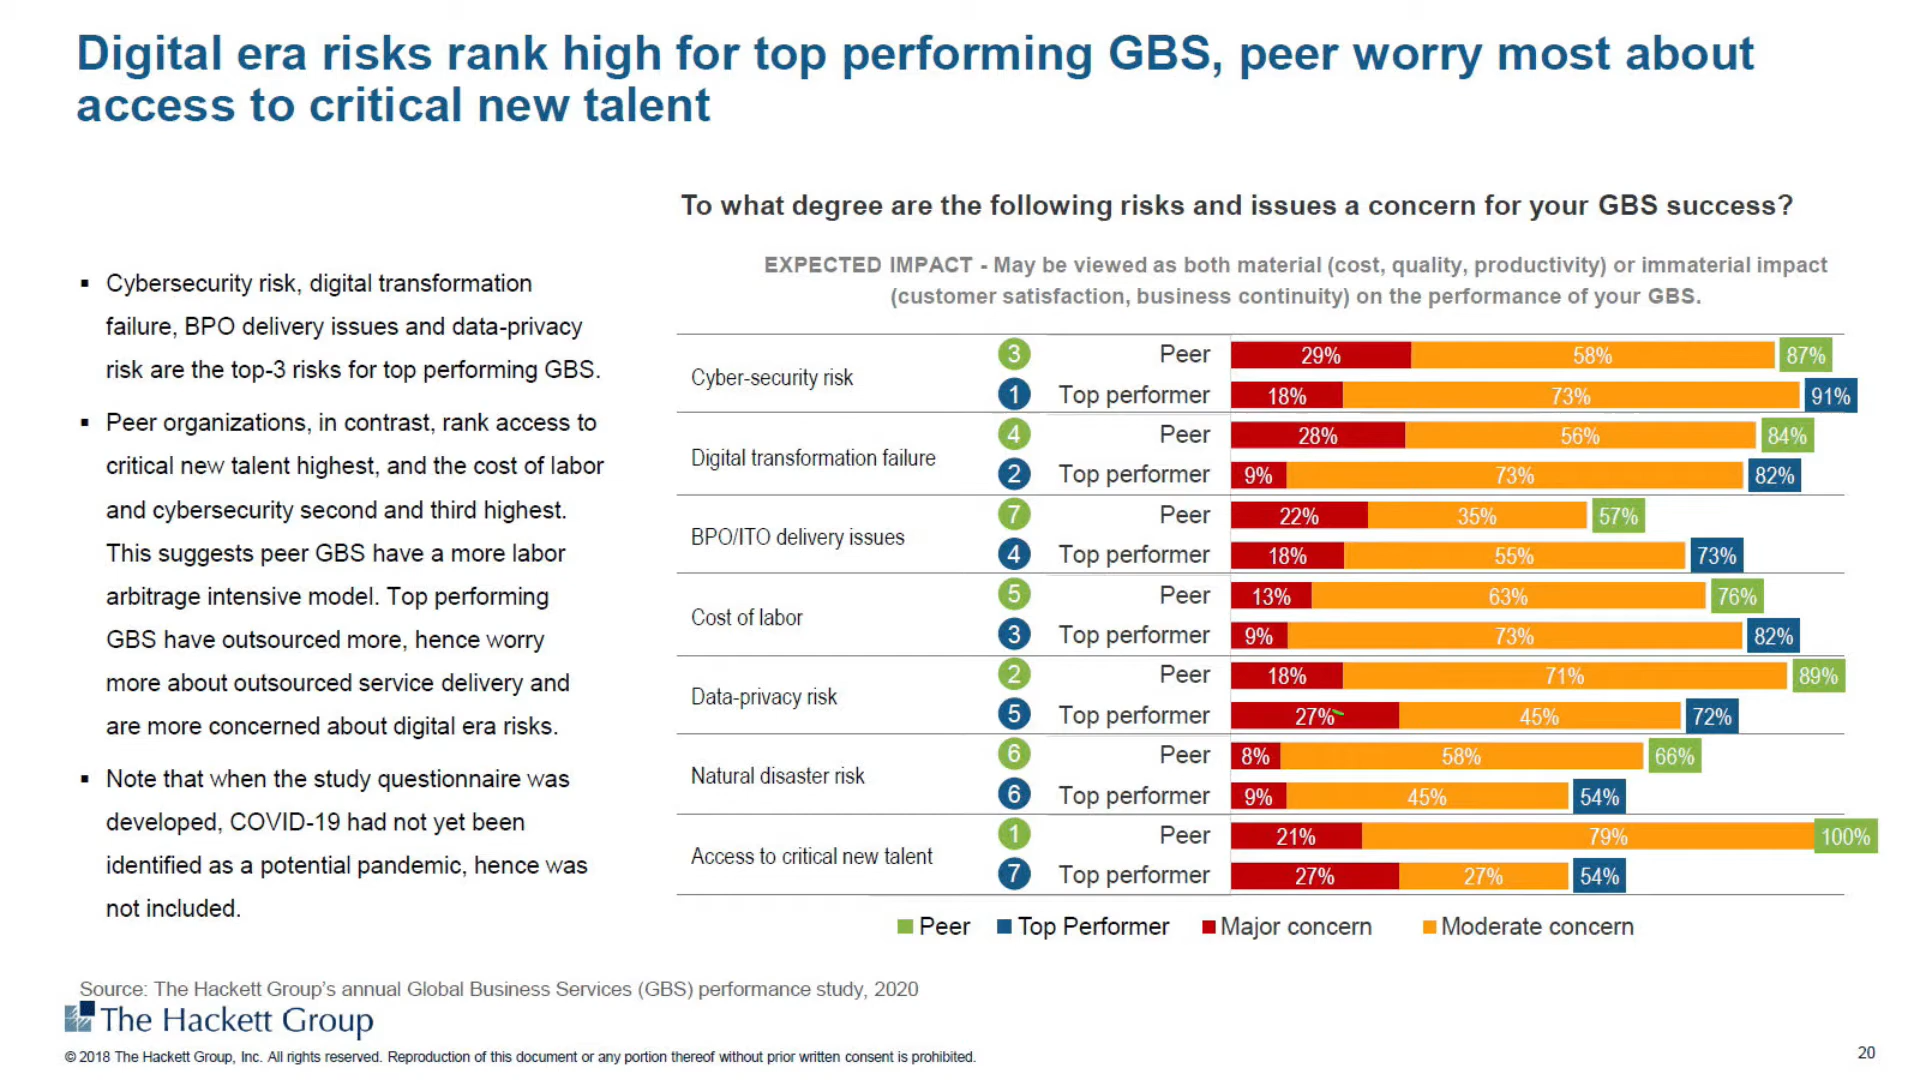 Digital era risks rank high for top performing GBS, peer worry most about
access to critical new talent
▪ Cybersecurity risk, digital transformation
failure, BPO delivery issues and data-privacy
risk are the top-3 risks for top performing GBS.
▪ Peer organizations, in contrast, rank access to
critical new talent highest, and the cost of labor
and cybersecurity second and third highest.
This suggests peer GBS have a more labor
arbitrage intensive model. Top performing
GBS have outsourced more, hence worry
more about outsourced service delivery and
are more concerned about digital era risks.
▪ Note that when the study questionnaire was
developed, COVID-19 had not yet been
identified as a potential pandemic, hence was
not included.
To what degree are the following risks and issues a concern for your GBS success?
EXPECTED IMPACT - May be viewed as both material (cost, quality, productivity) or immaterial impact
(customer satisfaction, business continuity) on the performance of your GBS.
Cyber-security risk
3 Peer 29% 58% 87%
1 Top performer 18% 73% 91%
Digital transformation failure
4 Peer 28% 56% 84%
2 Top performer 9% 73% 82%
BPO/ITO delivery issues
7 Peer 22% 35% 57%
4 Top performer 18% 55% 73%
Cost of labor
5 Peer 13% 63% 76%
3 Top performer 9% 73% 82%
Data-privacy risk
2 Peer 18% 71% 89%
5 Top performer 27% 45% 72%
Natural disaster risk
6 Peer 8% 58% 66%
6 Top performer 9% 45% 54%
Access to critical new talent
1 Peer 21% 79% 100%
7 Top performer 27% 27% 54%
Peer Top Performer Major concern Moderate concern
Source: The Hackett Group's annual Global Business Services (GBS) performance study, 2020
The Hackett Group
© 2018 The Hackett Group, Inc. All rights reserved. Reproduction of this document or any portion thereof without prior written consent is prohibited.
20